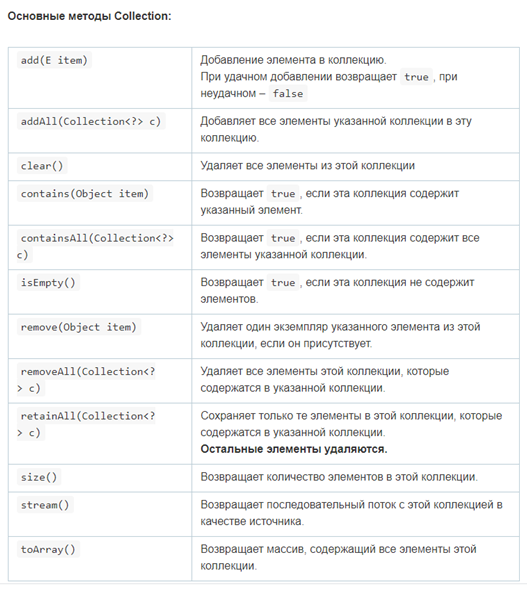 Основные методы Collection:
add(E item)
Добавление элемента в коллекцию.
При удачном добавлении возвращает true , при
неудачном – false
addAll(Collection<?> c)
Добавляет все элементы указанной коллекции в эту
коллекцию.
clear()
Удаляет все элементы из этой коллекции
contains(Object item)
Возвращает true , если эта коллекция содержит
указанный элемент.
containsAll(Collection<?>
c)
Возвращает true , если эта коллекция содержит все
элементы указанной коллекции.
isEmpty()
Возвращает true , если эта коллекция не содержит
элементов.
remove(Object item)
Удаляет один экземпляр указанного элемента из этой
коллекции, если он присутствует.
removeAll(Collection<?
> c)
Удаляет все элементы этой коллекции, которые
содержатся в указанной коллекции.
retainAll(Collection<?
> c)
Сохраняет только те элементы в этой коллекции, которые
содержатся в указанной коллекции.
Остальные элементы удаляются.
size()
Возвращает количество элементов в этой коллекции.
stream()
Возвращает последовательный поток с этой коллекцией в
качестве источника.
toArray()
Возвращает массив, содержащий все элементы этой
коллекции.